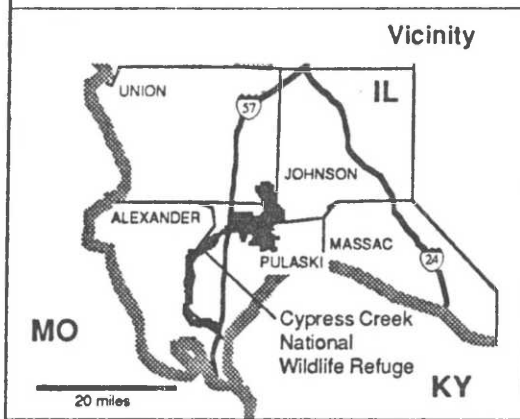 Vicinity
UNION
57
IL
JOHNSON
ALEXANDER
MASSAC
24
PULASKI
MO
Cypress Creek
National
Wildlife Refuge
KY
20 miles